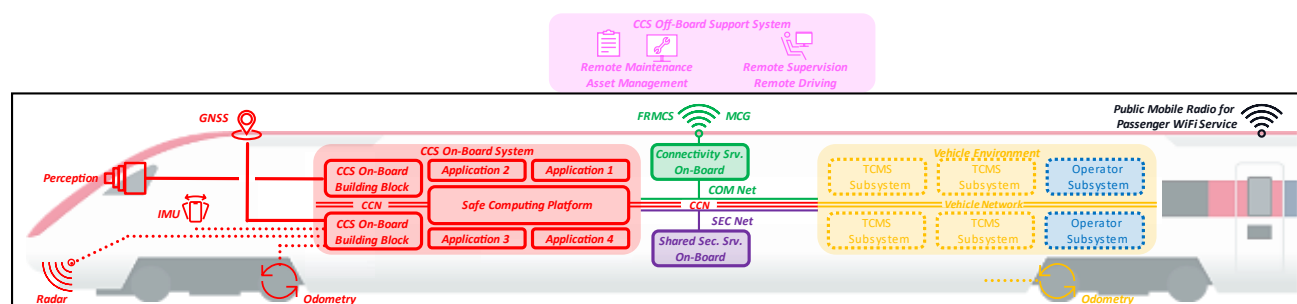 CCS Off-Board Support System
Remote Maintenance
Asset Management
Remote Supervision
Remote Driving
GNSS
FRMCS
MCG
Public Mobile Radio for
Passenger WiFi Service
CCS On-Board System
Connectivity Srv.
On-Board
Vehicle Environment
Perception
CCS On-Board
Building Block
Application 2
Application 1
TCMS
Subsystem
TCMS
Subsystem
Operator
Subsystem
COM Net
IMU
CCN
Safe Computing Platform
CCN
Vehicle Network
SEC Net
CCS On-Board
Building Block
Application 3
Application 4
Shared Sec. Srv.
On-Board
TCMS
Subsystem
TCMS
Subsystem
Operator
Subsystem
Radar
Odometry
Odometry